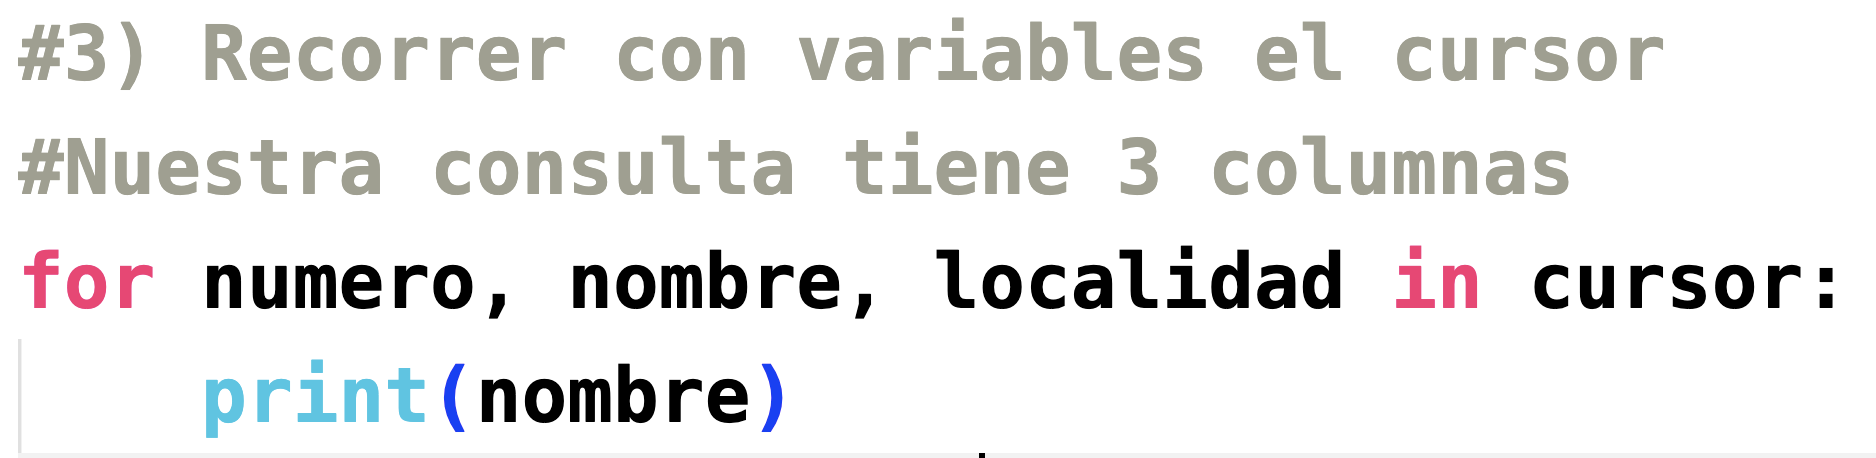 #3) Recorrer con variables el cursor
#Nuestra consulta tiene 3 columnas
for numero, nombre, localidad in cursor:
    print(nombre)